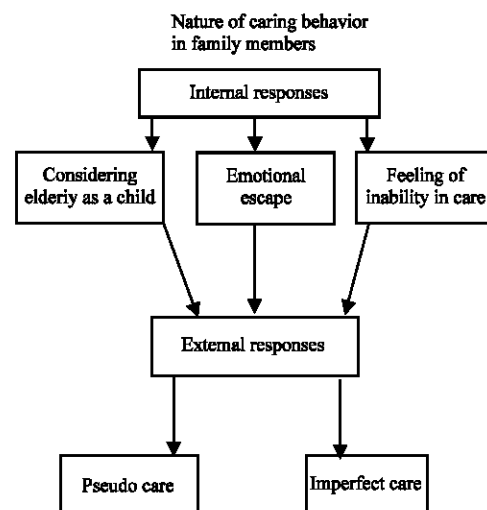 Nature of caring behavior
in family members
Internal responses
Considering
elderiy as a child
Emotional
escape
Feeling of
inability in care
External responses
Pseudo care
Imperfect care